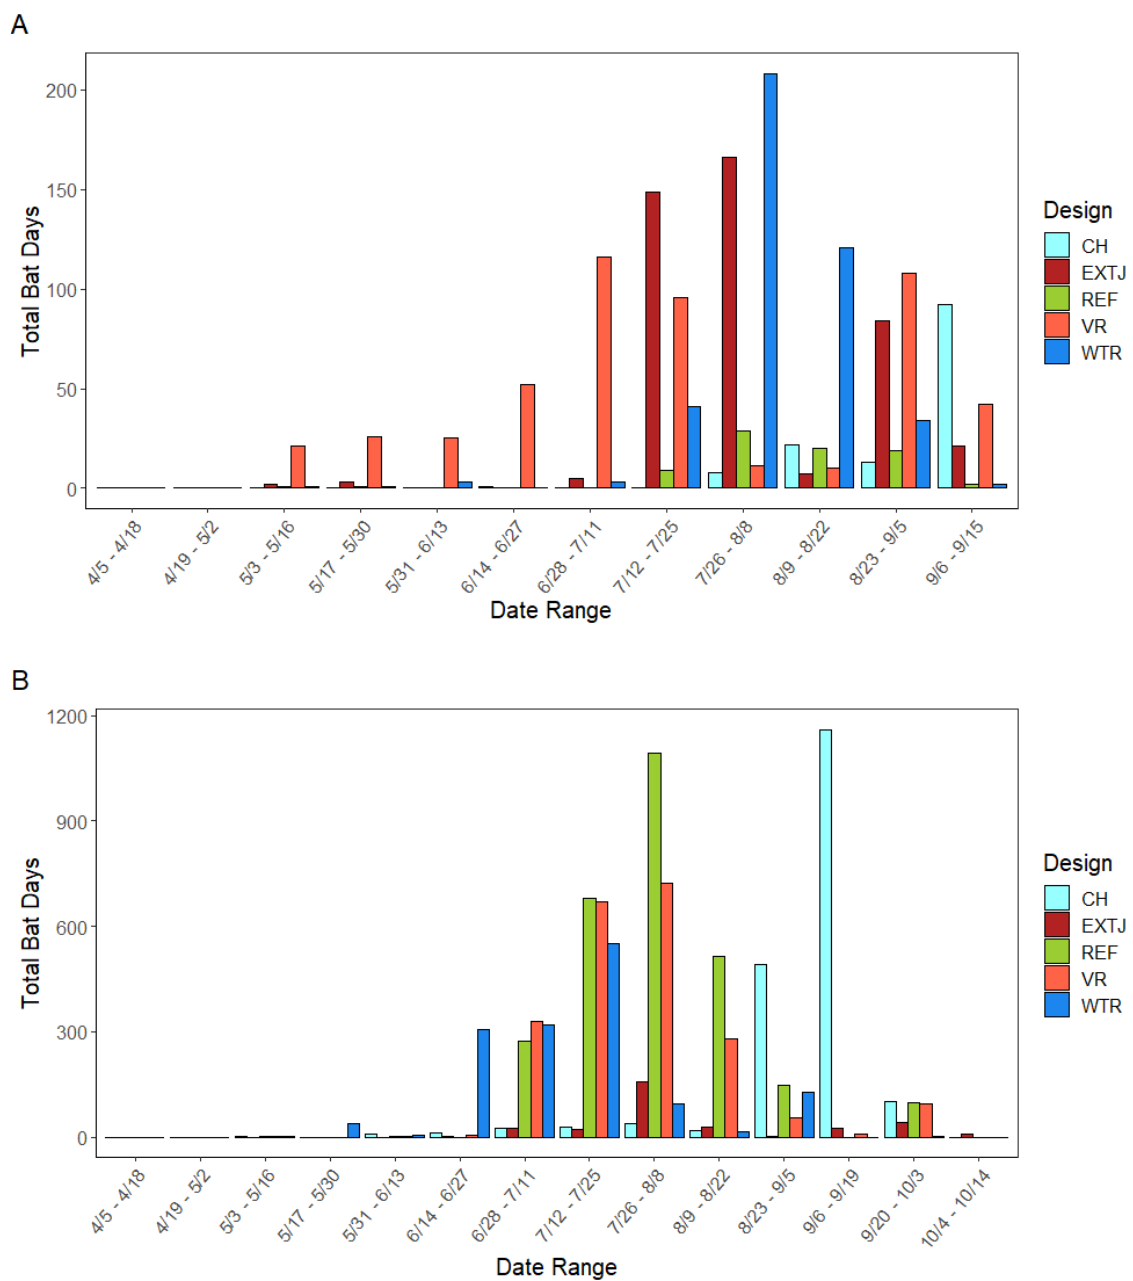 A
Total Bat Days
200
150
100
50
0
4/5 - 4/18
4/19 - 5/2
5/3 - 5/16
5/17 - 5/30
5/31 - 6/13
6/14 - 6/27
6/28 - 7/11
7/12 - 7/25
7/26 - 8/8
8/9 - 8/22
8/23 - 9/5
9/6 - 9/15
Date Range
Design
CH
EXTJ
REF
VR
WTR
B
Total Bat Days
1200
900
600
300
0
4/5 - 4/18
4/19 - 5/2
5/3 - 5/16
5/17 - 5/30
5/31 - 6/13
6/14 - 6/27
6/28 - 7/11
7/12 - 7/25
7/26 - 8/8
8/9 - 8/22
8/23 - 9/5
9/6 - 9/19
9/20 - 10/3
10/4 - 10/14
Date Range
Design
CH
EXTJ
REF
VR
WTR